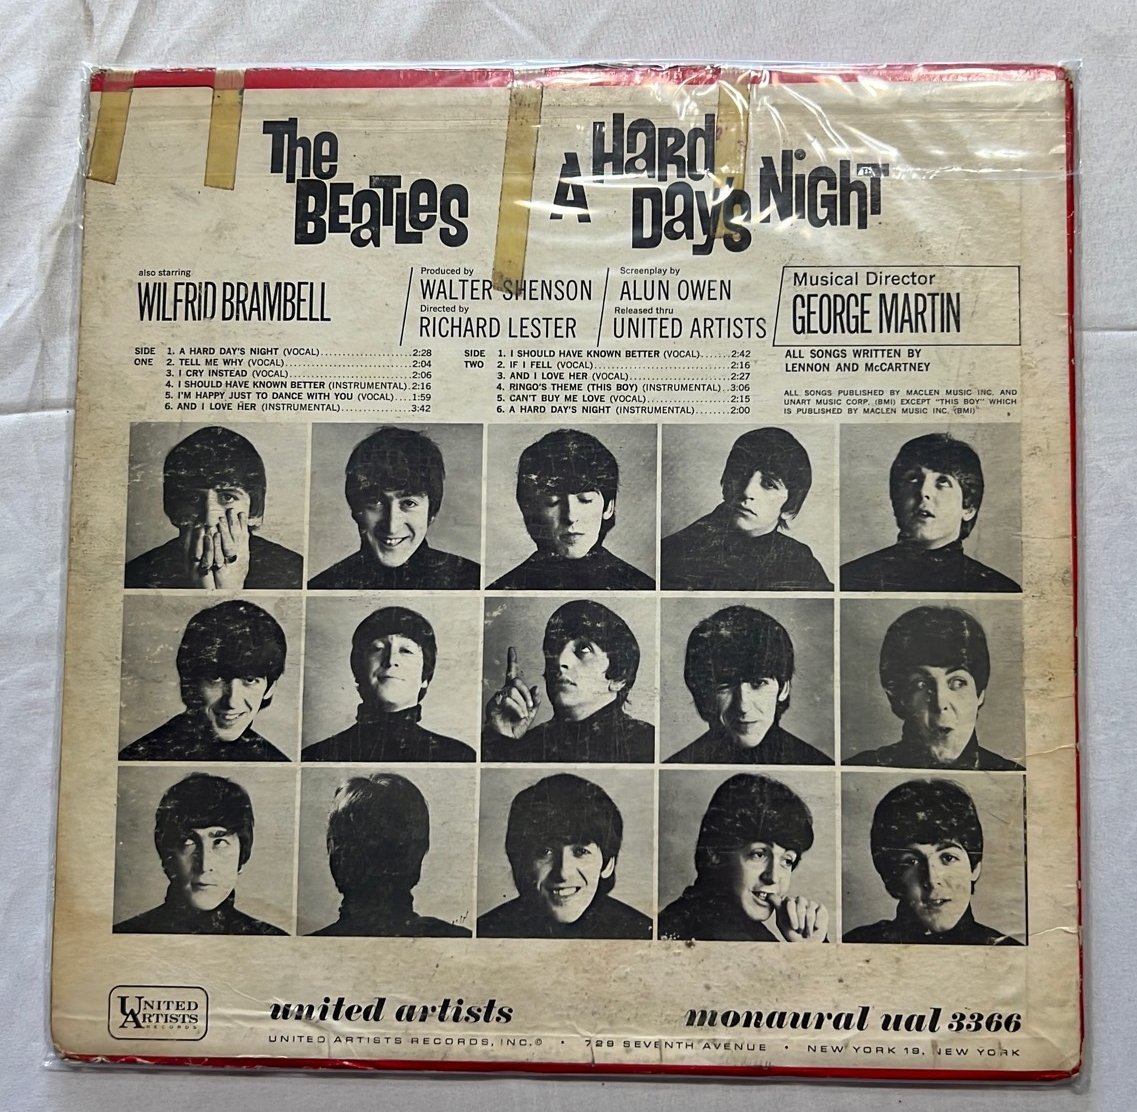 The BEaTLes
A HaRD Day's NiGhT
also starring
WILFRID BRAMBELL
Produced by
WALTER SHENSON
Directed by
RICHARD LESTER
Screenplay by
ALUN OWEN
Released thru
UNITED ARTISTS
Musical Director
GEORGE MARTIN
SIDE ONE
1. A HARD DAY'S NIGHT (VOCAL)....................2:28
2. TELL ME WHY (VOCAL)............................2:04
3. I CRY INSTEAD (VOCAL)..........................2:06
4. I SHOULD HAVE KNOWN BETTER (INSTRUMENTAL).2:16
5. I'M HAPPY JUST TO DANCE WITH YOU (VOCAL)....1:59
6. AND I LOVE HER (INSTRUMENTAL)..................3:42
SIDE TWO
1. I SHOULD HAVE KNOWN BETTER (VOCAL).......2:42
2. IF I FELL (VOCAL)..............................2:16
3. AND I LOVE HER (VOCAL).........................2:27
4. RINGO'S THEME (THIS BOY) (INSTRUMENTAL).3:06
5. CAN'T BUY ME LOVE (VOCAL)......................2:15
6. A HARD DAY'S NIGHT (INSTRUMENTAL)..........2:00
ALL SONGS WRITTEN BY
LENNON AND McCARTNEY
ALL SONGS PUBLISHED BY MACLEN MUSIC INC. AND
UNART MUSIC CORP. (BMI) EXCEPT "THIS BOY" WHICH
IS PUBLISHED BY MACLEN MUSIC INC. (BMI)
UNITED
ARTISTS
RECORDS
united artists
monaural ual 3366
UNITED ARTISTS RECORDS, INC.® • 729 SEVENTH AVENUE • NEW YORK 19, NEW YORK